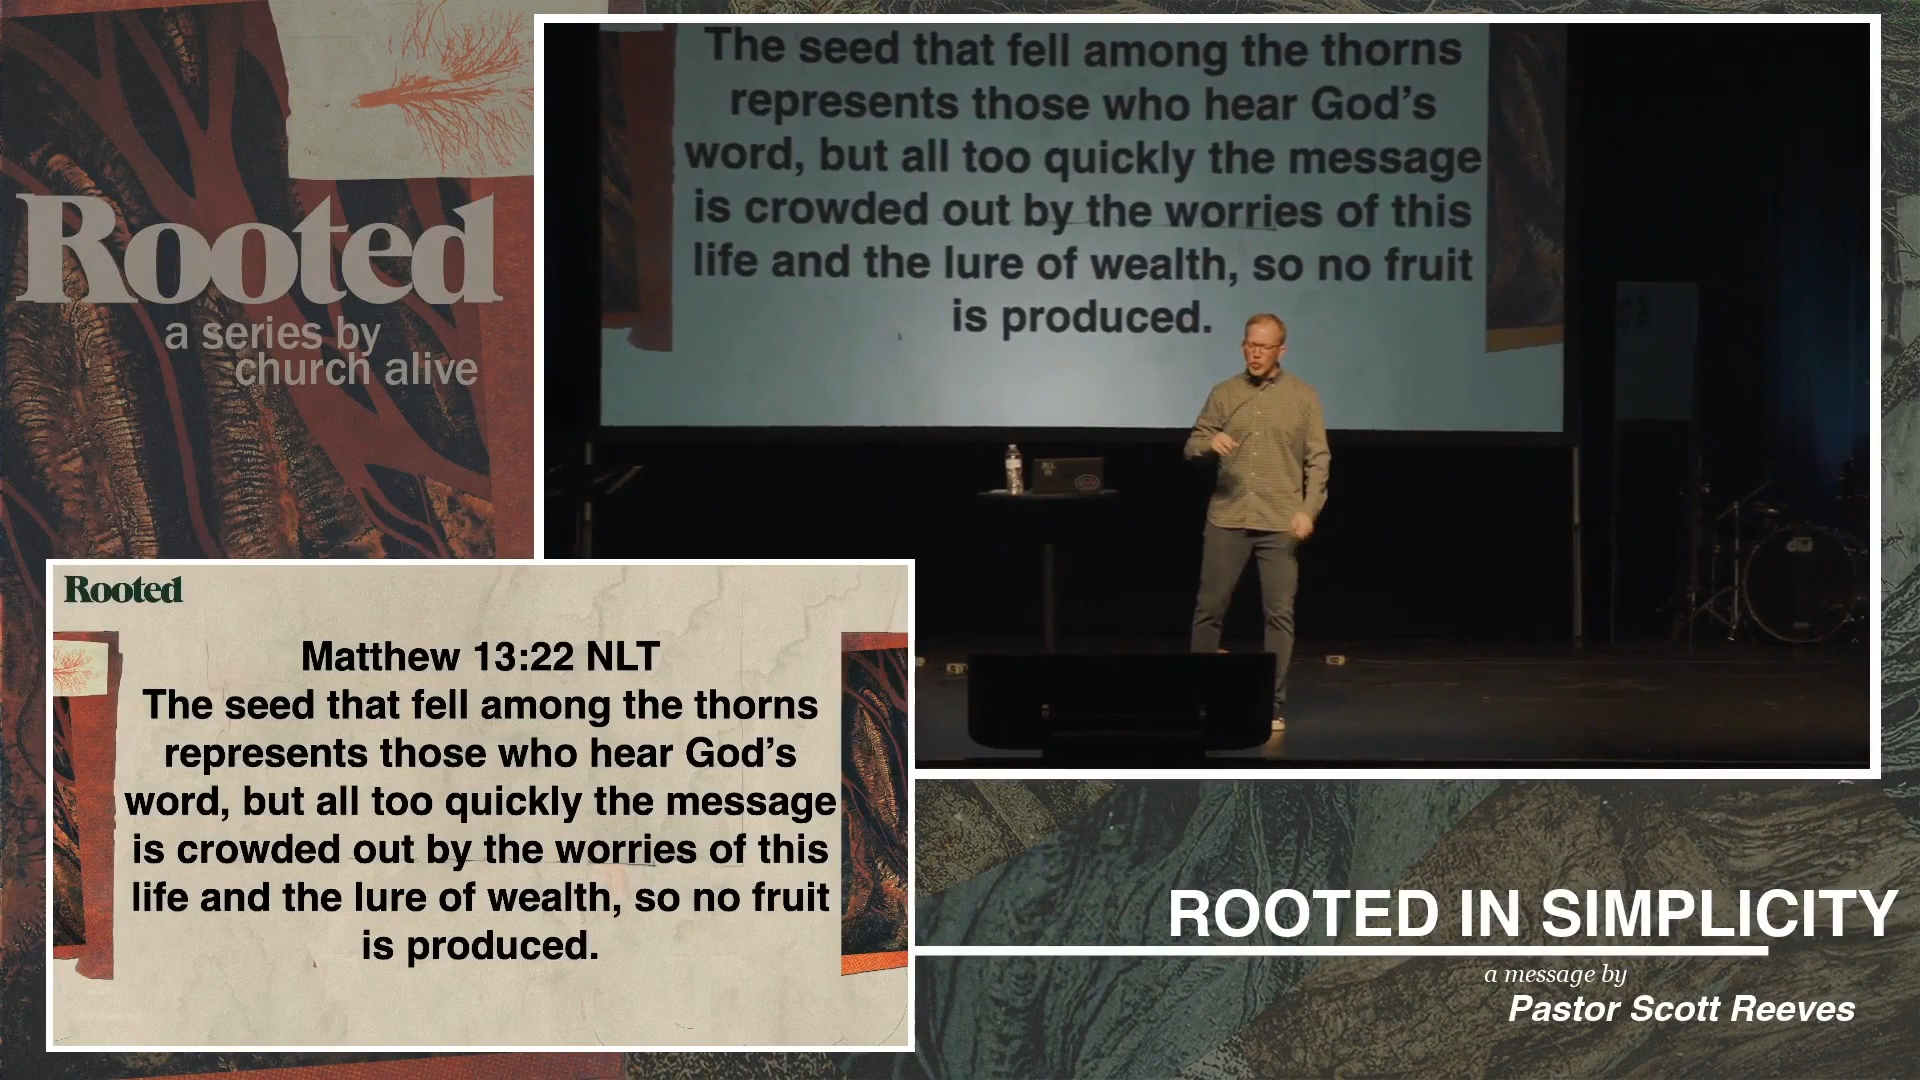 Rooted
a series by
church alive
The seed that fell among the thorns
represents those who hear God’s
word, but all too quickly the message
is crowded out by the worries of this
life and the lure of wealth, so no fruit
is produced.
Rooted
Matthew 13:22 NLT
The seed that fell among the thorns
represents those who hear God’s
word, but all too quickly the message
is crowded out by the worries of this
life and the lure of wealth, so no fruit
is produced.
ROOTED IN SIMPLICITY
a message by
Pastor Scott Reeves